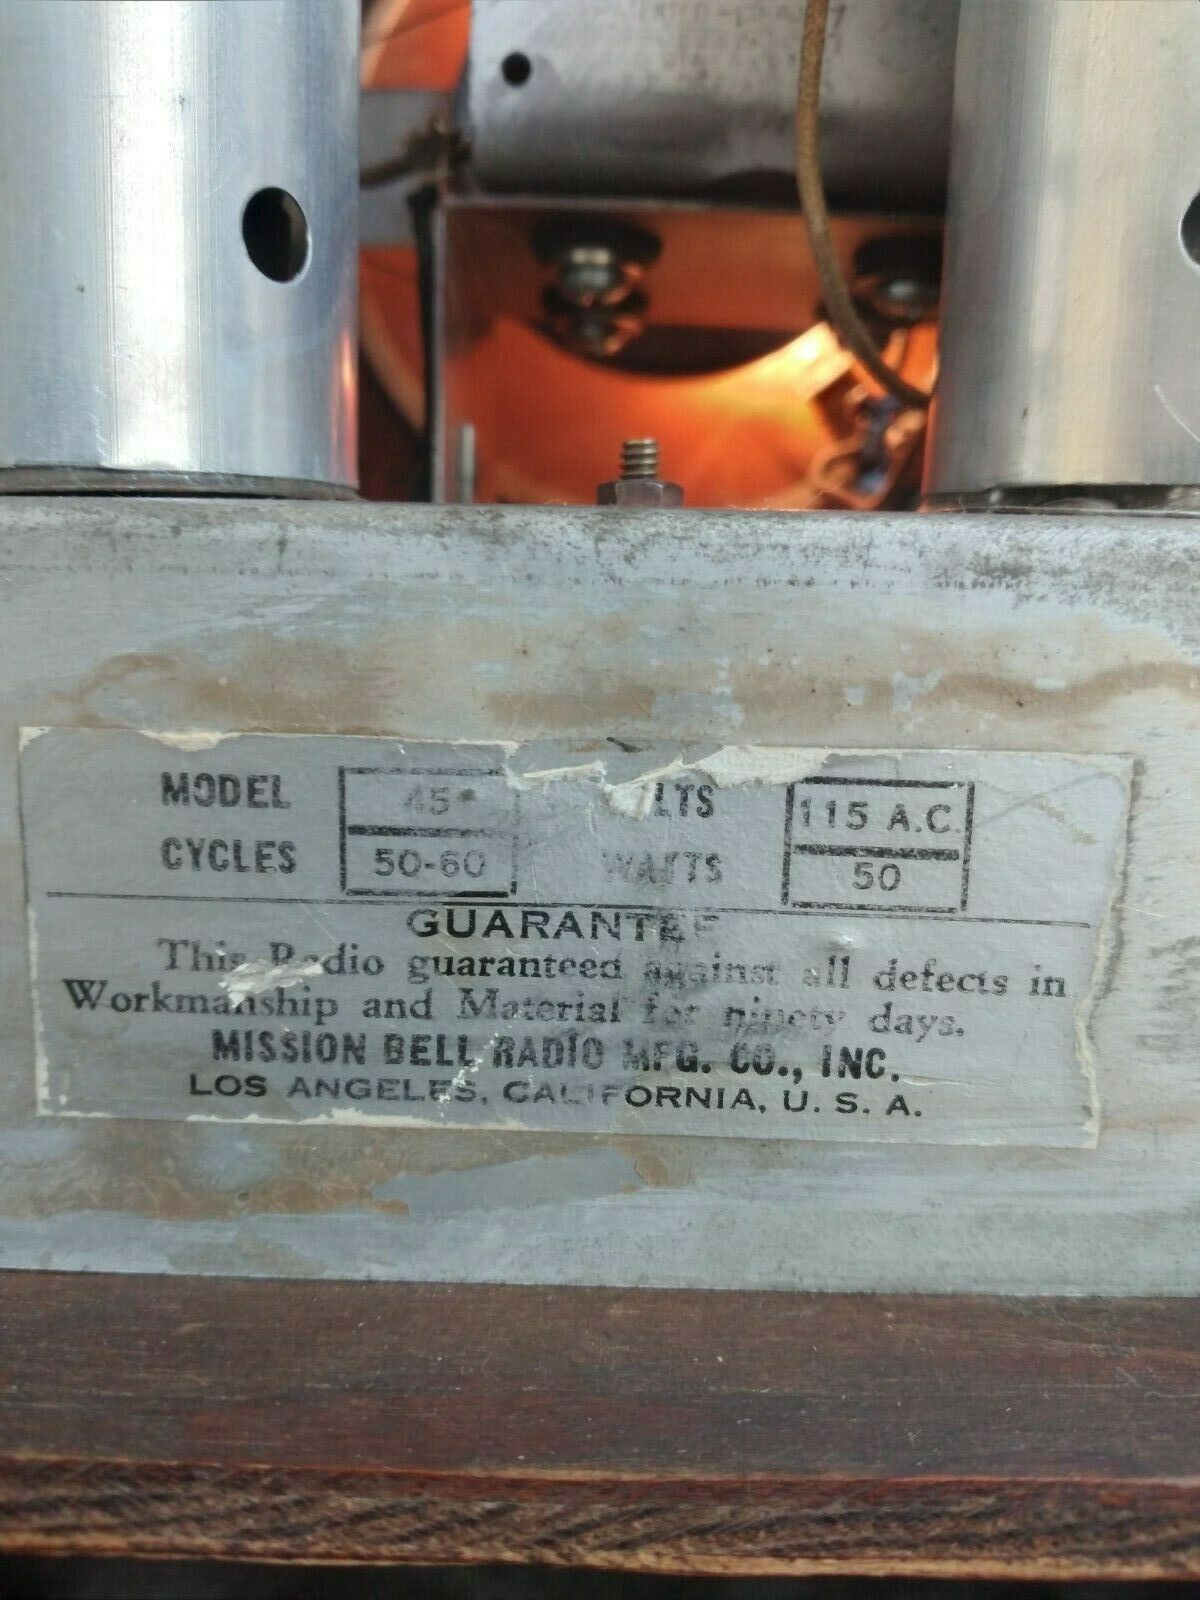 MODEL 45 VOLTS 115 A.C.
CYCLES 50-60 WATTS 50
GUARANTEE
This Radio guaranteed against all defects in
Workmanship and Material for ninety days.
MISSION BELL RADIO MFG. CO., INC.
LOS ANGELES, CALIFORNIA, U. S. A.